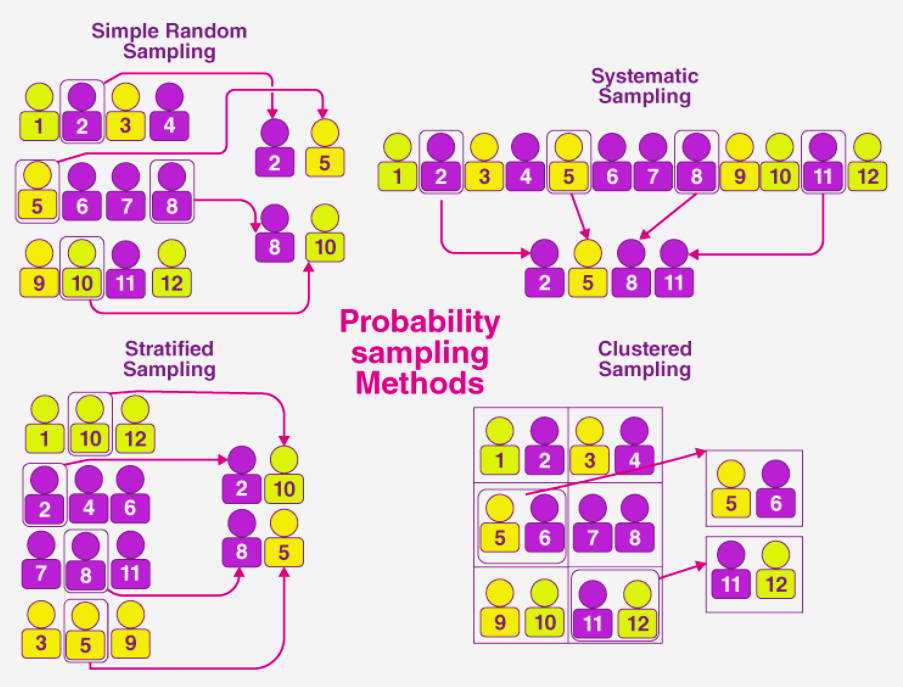 Simple Random
Sampling
1 2 3 4
5 6 7 8
9 10 11 12
2 5
8 10
Systematic
Sampling
1 2 3 4 5 6 7 8 9 10 11 12
2 5 8 11
Probability
sampling
Methods
Stratified
Sampling
1 10 12
2 4 6
7 8 11
3 5 9
2 10
8 5
Clustered
Sampling
1 2 3 4
5 6 7 8
9 10 11 12
5 6
11 12